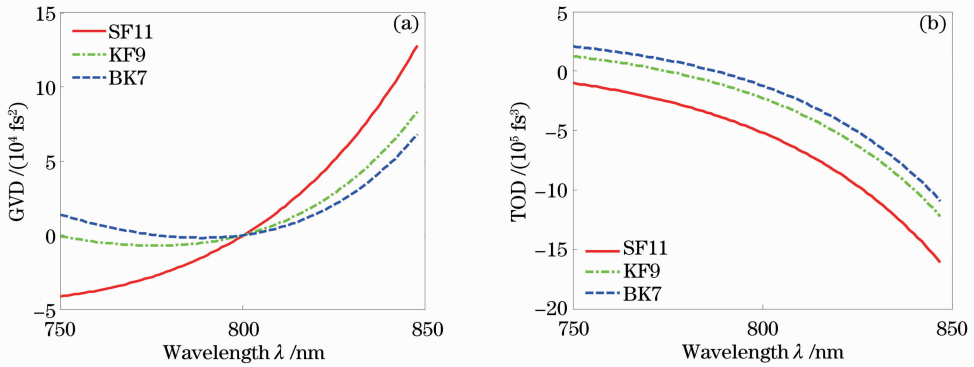 (a)
15
10
5
0
−5
GVD /(10⁴ fs²)
SF11
KF9
BK7
750
800
850
Wavelength λ /nm
(b)
5
0
−5
−10
−15
−20
TOD /(10⁵ fs³)
SF11
KF9
BK7
750
800
850
Wavelength λ /nm